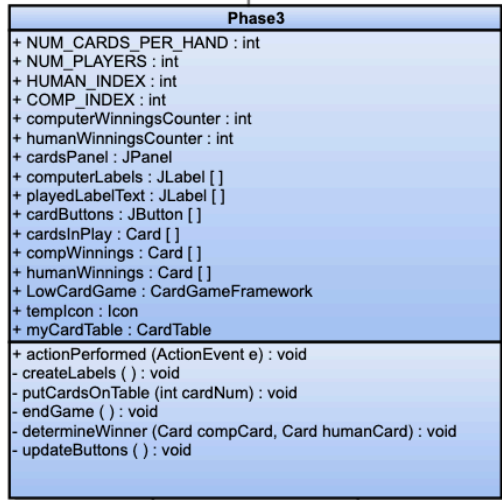 Phase3
+ NUM_CARDS_PER_HAND : int
+ NUM_PLAYERS : int
+ HUMAN_INDEX : int
+ COMP_INDEX : int
+ computerWinningsCounter : int
+ humanWinningsCounter : int
+ cardsPanel : JPanel
+ computerLabels : JLabel [ ]
+ playedLabelText : JLabel [ ]
+ cardButtons : JButton [ ]
+ cardsInPlay : Card [ ]
+ compWinnings : Card [ ]
+ humanWinnings : Card [ ]
+ LowCardGame : CardGameFramework
+ tempIcon : Icon
+ myCardTable : CardTable
+ actionPerformed (ActionEvent e) : void
- createLabels ( ) : void
- putCardsOnTable (int cardNum) : void
- endGame ( ) : void
- determineWinner (Card compCard, Card humanCard) : void
- updateButtons ( ) : void